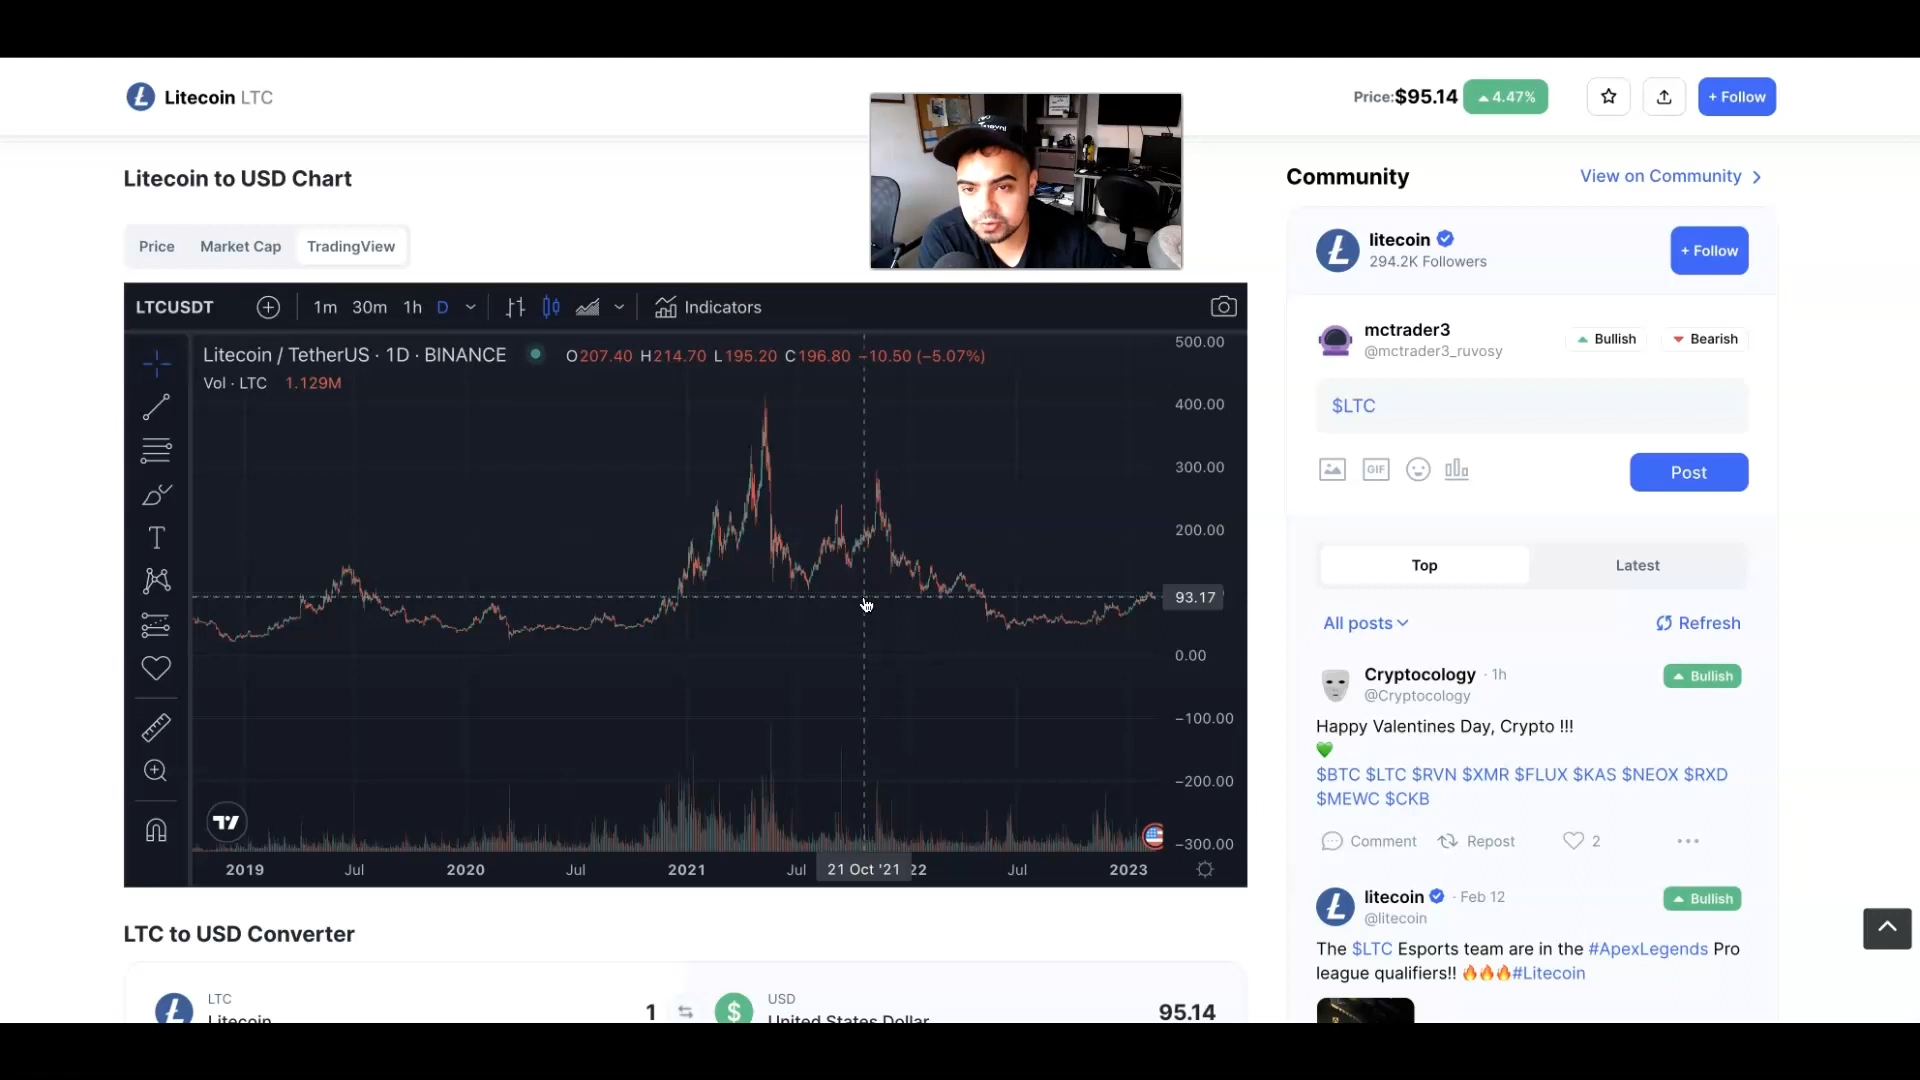 Litecoin LTC
Price:$95.14 4.47%
+ Follow
Litecoin to USD Chart
Price Market Cap TradingView
LTCUSDT 1m 30m 1h D Indicators
Litecoin / TetherUS · 1D · BINANCE O207.40 H214.70 L195.20 C196.80 −10.50 (−5.07%)
Vol · LTC 1.129M
500.00
400.00
300.00
200.00
93.17
0.00
−100.00
−200.00
−300.00
2019 Jul 2020 Jul 2021 Jul 21 Oct '21 22 Jul 2023
LTC to USD Converter
LTC
Litecoin
1
USD
United States Dollar
95.14
Community
View on Community
litecoin
294.2K Followers
+ Follow
mctrader3
@mctrader3_ruvosy
Bullish Bearish
$LTC
GIF
Post
Top Latest
All posts Refresh
Cryptocology · 1h
@Cryptocology
Bullish
Happy Valentines Day, Crypto !!!
💚
$BTC $LTC $RVN $XMR $FLUX $KAS $NEOX $RXD
$MEWC $CKB
Comment Repost 2
litecoin · Feb 12
@litecoin
Bullish
The $LTC Esports team are in the #ApexLegends Pro
league qualifiers!! 🔥🔥🔥#Litecoin